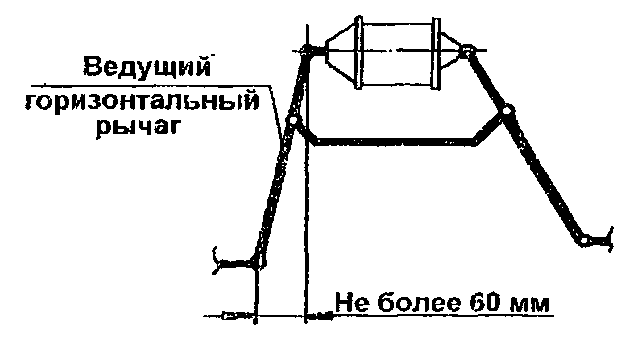 Ведущий
горизонтальный
рычаг
Не более 60 мм